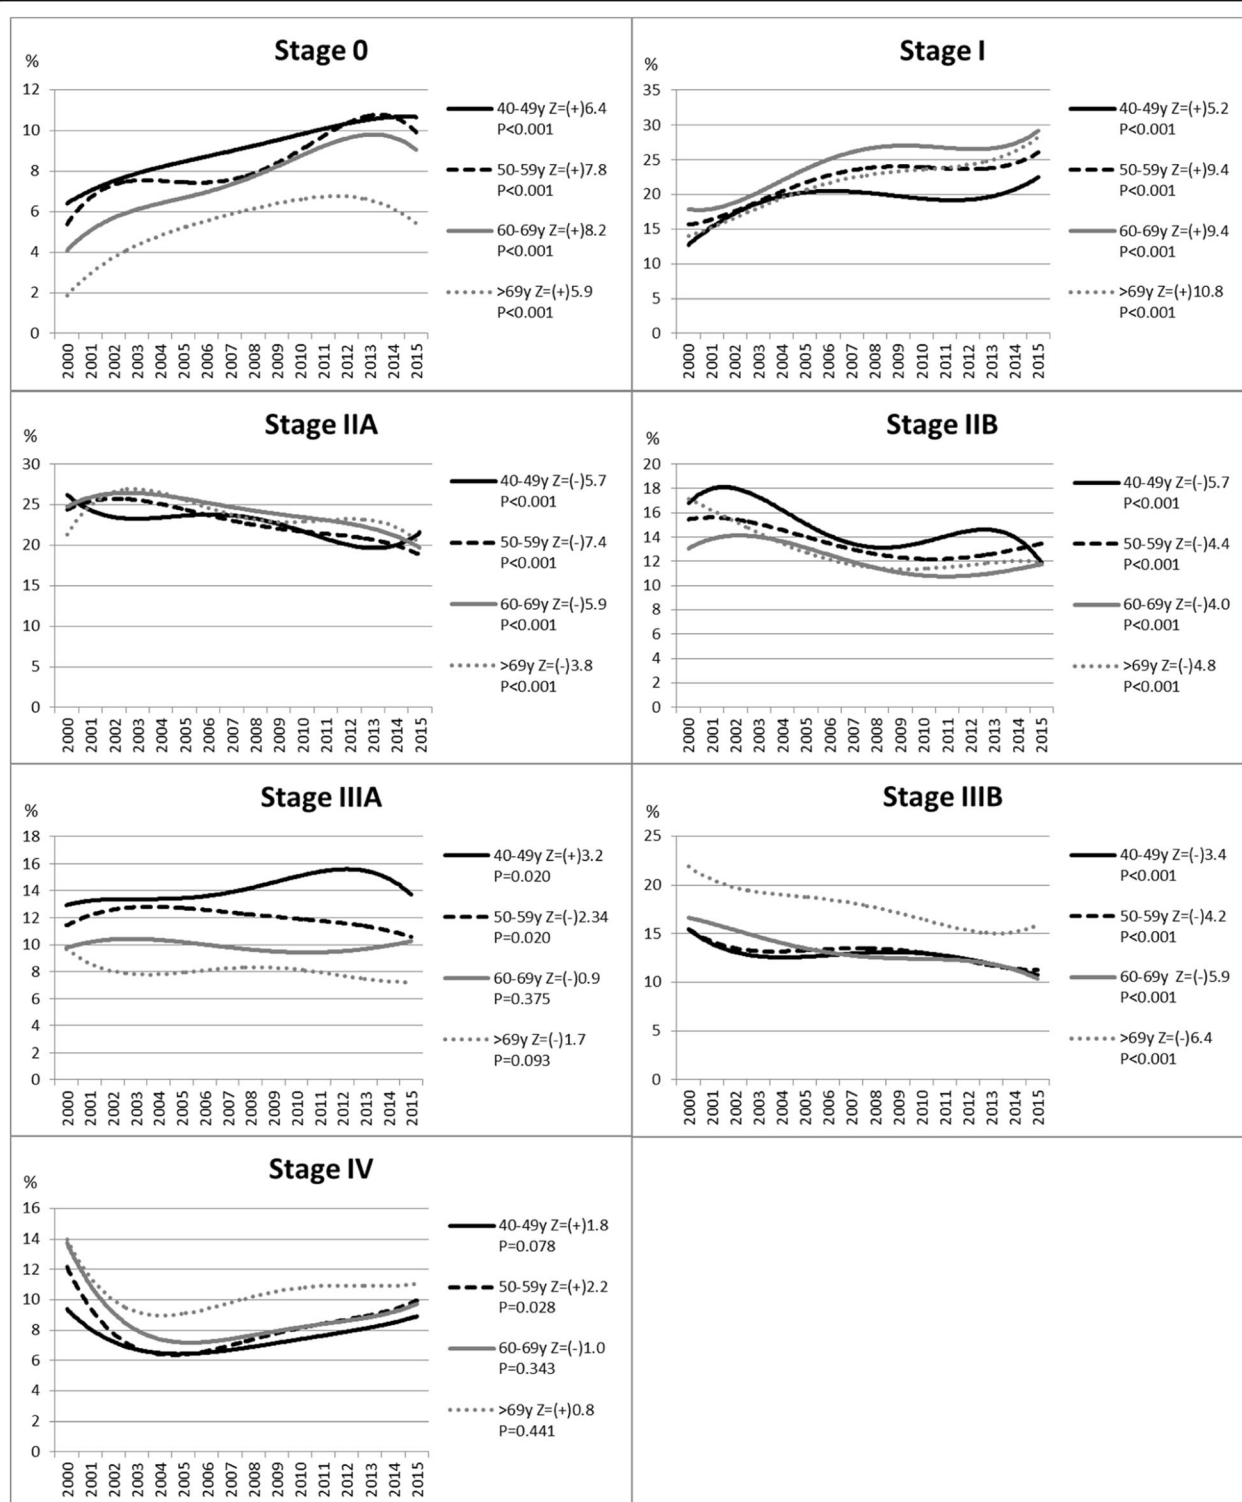 Stage 0
%
12
10
8
6
4
2
0
2000 2001 2002 2003 2004 2005 2006 2007 2008 2009 2010 2011 2012 2013 2014 2015
40-49y Z=(+)6.4
P<0.001
50-59y Z=(+)7.8
P<0.001
60-69y Z=(+)8.2
P<0.001
>69y Z=(+)5.9
P<0.001
Stage I
%
35
30
25
20
15
10
5
0
2000 2001 2002 2003 2004 2005 2006 2007 2008 2009 2010 2011 2012 2013 2014 2015
40-49y Z=(+)5.2
P<0.001
50-59y Z=(+)9.4
P<0.001
60-69y Z=(+)9.4
P<0.001
>69y Z=(+)10.8
P<0.001
Stage IIA
%
30
25
20
15
10
5
0
2000 2001 2002 2003 2004 2005 2006 2007 2008 2009 2010 2011 2012 2013 2014 2015
40-49y Z=(-)5.7
P<0.001
50-59y Z=(-)7.4
P<0.001
60-69y Z=(-)5.9
P<0.001
>69y Z=(-)3.8
P<0.001
Stage IIB
%
20
18
16
14
12
10
8
6
4
2
0
2000 2001 2002 2003 2004 2005 2006 2007 2008 2009 2010 2011 2012 2013 2014 2015
40-49y Z=(-)5.7
P<0.001
50-59y Z=(-)4.4
P<0.001
60-69y Z=(-)4.0
P<0.001
>69y Z=(-)4.8
P<0.001
Stage IIIA
%
18
16
14
12
10
8
6
4
2
0
2000 2001 2002 2003 2004 2005 2006 2007 2008 2009 2010 2011 2012 2013 2014 2015
40-49y Z=(+)3.2
P=0.020
50-59y Z=(-)2.34
P=0.020
60-69y Z=(-)0.9
P=0.375
>69y Z=(-)1.7
P=0.093
Stage IIIB
%
25
20
15
10
5
0
2000 2001 2002 2003 2004 2005 2006 2007 2008 2009 2010 2011 2012 2013 2014 2015
40-49y Z=(-)3.4
P<0.001
50-59y Z=(-)4.2
P<0.001
60-69y Z=(-)5.9
P<0.001
>69y Z=(-)6.4
P<0.001
Stage IV
%
16
14
12
10
8
6
4
2
0
2000 2001 2002 2003 2004 2005 2006 2007 2008 2009 2010 2011 2012 2013 2014 2015
40-49y Z=(+)1.8
P=0.078
50-59y Z=(+)2.2
P=0.028
60-69y Z=(-)1.0
P=0.343
>69y Z=(+)0.8
P=0.441